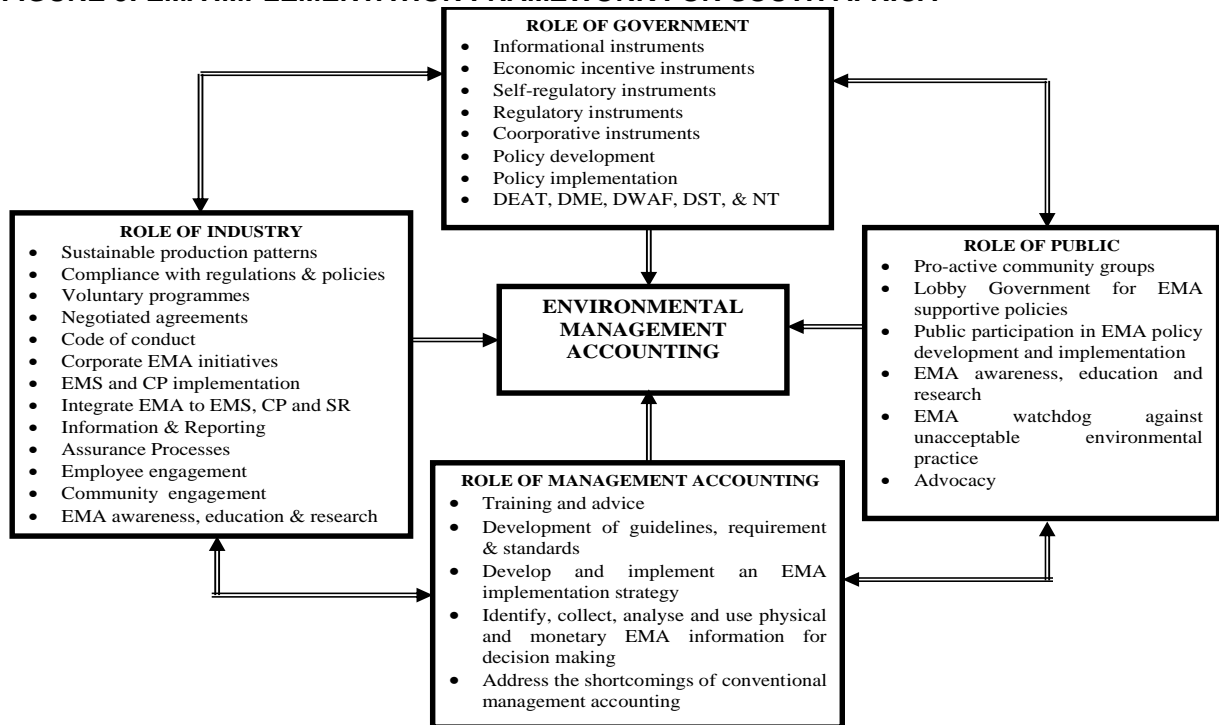 FIGURE EMA IMPLEMENTATION FRAMEWORK FOR SOUTH AFRICA
ROLE OF GOVERNMENT
• Informational instruments
• Economic incentive instruments
• Self-regulatory instruments
• Regulatory instruments
• Coorporative instruments
• Policy development
• Policy implementation
• DEAT, DME, DWAF, DST, & NT
ROLE OF INDUSTRY
• Sustainable production patterns
• Compliance with regulations & policies
• Voluntary programmes
• Negotiated agreements
• Code of conduct
• Corporate EMA initiatives
• EMS and CP implementation
• Integrate EMA to EMS, CP and SR
• Information & Reporting
• Assurance Processes
• Employee engagement
• Community engagement
• EMA awareness, education & research
ENVIRONMENTAL
MANAGEMENT
ACCOUNTING
ROLE OF PUBLIC
• Pro-active community groups
• Lobby Government for EMA
supportive policies
• Public participation in EMA policy
development and implementation
• EMA awareness, education and
research
• EMA watchdog against
unacceptable environmental
practice
• Advocacy
ROLE OF MANAGEMENT ACCOUNTING
• Training and advice
• Development of guidelines, requirement
& standards
• Develop and implement an EMA
implementation strategy
• Identify, collect, analyse and use physical
and monetary EMA information for
decision making
• Address the shortcomings of conventional
management accounting